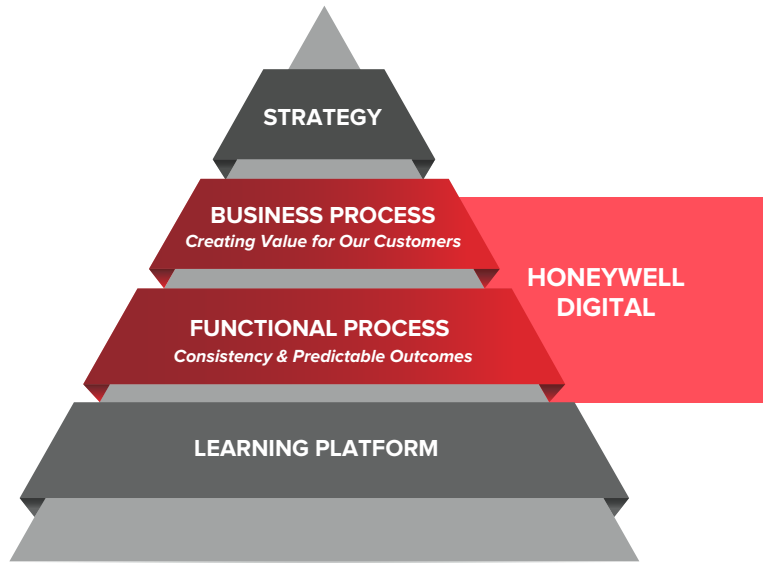 STRATEGY
BUSINESS PROCESS
Creating Value for Our Customers
HONEYWELL
DIGITAL
FUNCTIONAL PROCESS
Consistency & Predictable Outcomes
LEARNING PLATFORM